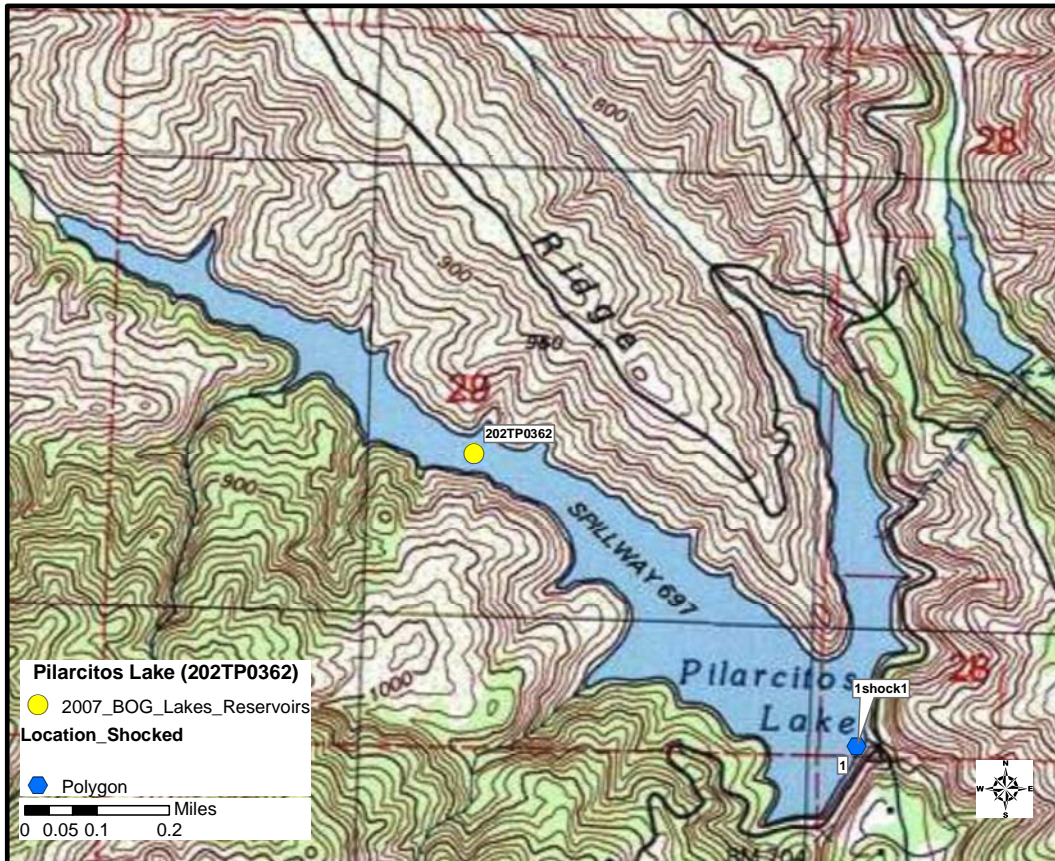 800
28
Ridge
900
960
29
202TP0362
900
SPILLWAY 697
Pilarcitos
Lake
28
1shock1
1
1000
Pilarcitos Lake (202TP0362)
2007_BOG_Lakes_Reservoirs
Location_Shocked
Polygon
Miles
0 0.05 0.1 0.2
N
W E
S